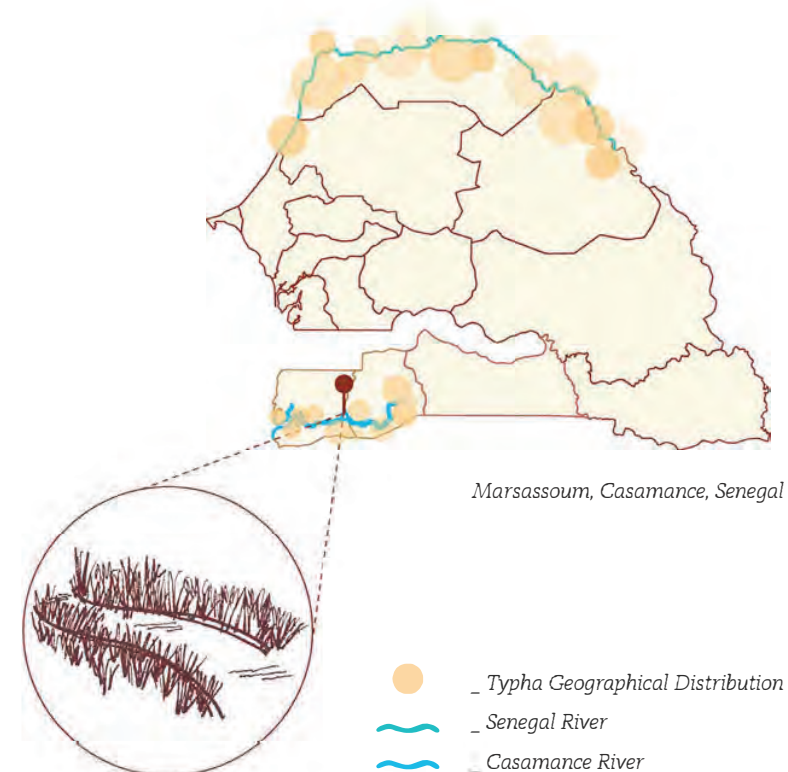 Marsassoum, Casamance, Senegal
_ Typha Geographical Distribution
_ Senegal River
_ Casamance River